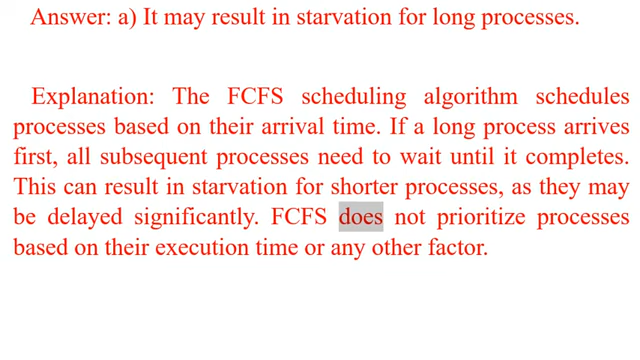 Answer: a) It may result in starvation for long processes.
Explanation: The FCFS scheduling algorithm schedules
processes based on their arrival time. If a long process arrives
first, all subsequent processes need to wait until it completes.
This can result in starvation for shorter processes, as they may
be delayed significantly. FCFS does not prioritize processes
based on their execution time or any other factor.